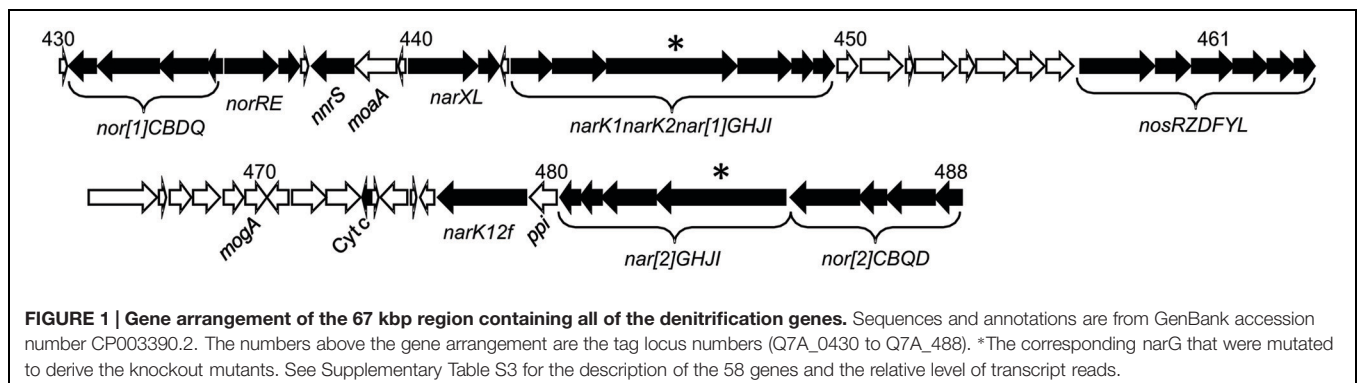 430 440 * 450 461
norRE nnrS moaA narXL
nor[1]CBDQ narK1narK2nar[1]GHJI nosRZDFYL
470 480 * 488
mogA Cyt c narK12f ppi
nar[2]GHJI nor[2]CBQD
FIGURE 1 | Gene arrangement of the 67 kbp region containing all of the denitrification genes. Sequences and annotations are from GenBank accession
number CP003390.2. The numbers above the gene arrangement are the tag locus numbers (Q7A_0430 to Q7A_488). *The corresponding narG that were mutated
to derive the knockout mutants. See Supplementary Table S3 for the description of the 58 genes and the relative level of transcript reads.